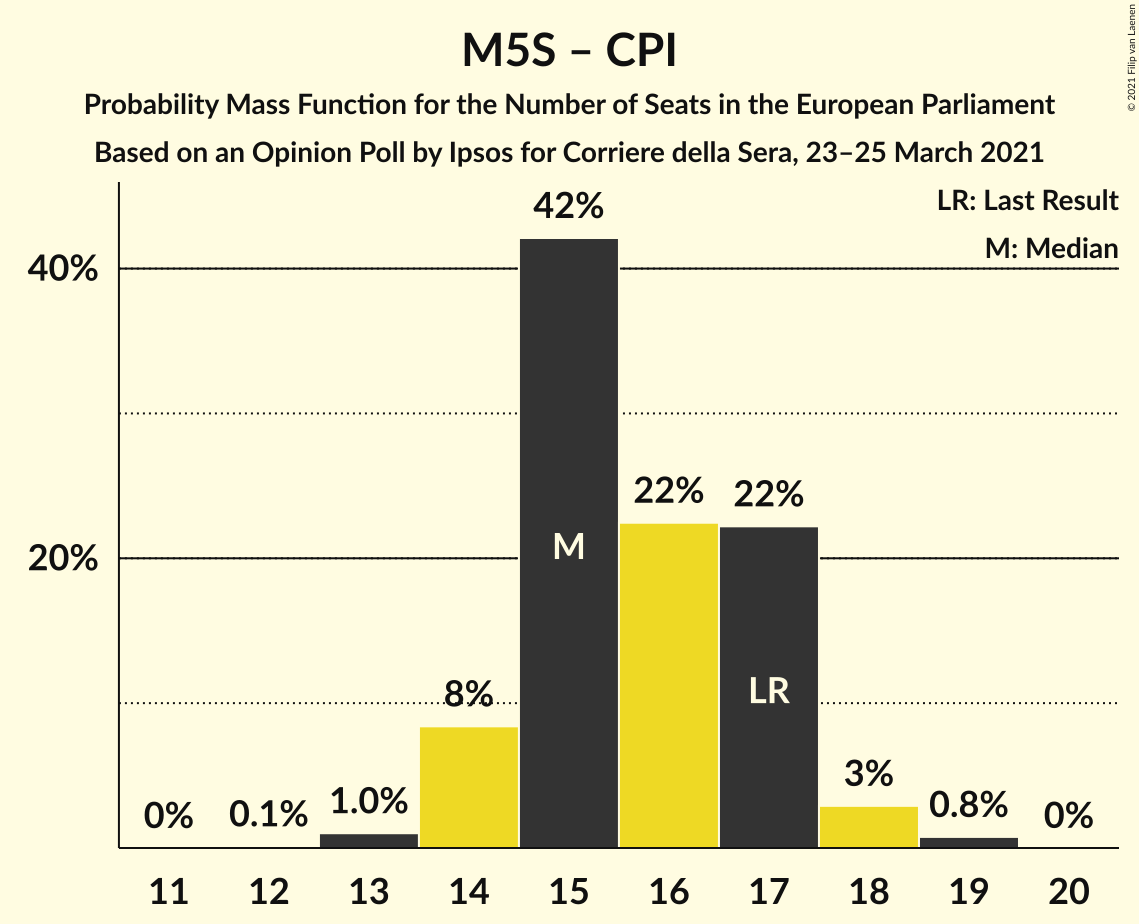 M5S – CPI
Probability Mass Function for the Number of Seats in the European Parliament
Based on an Opinion Poll by Ipsos for Corriere della Sera, 23–25 March 2021
© 2021 Filip van Laenen
LR: Last Result
M: Median
40%
20%
0%
0.1%
1.0%
8%
42%
22%
22%
3%
0.8%
0%
M
LR
11 12 13 14 15 16 17 18 19 20